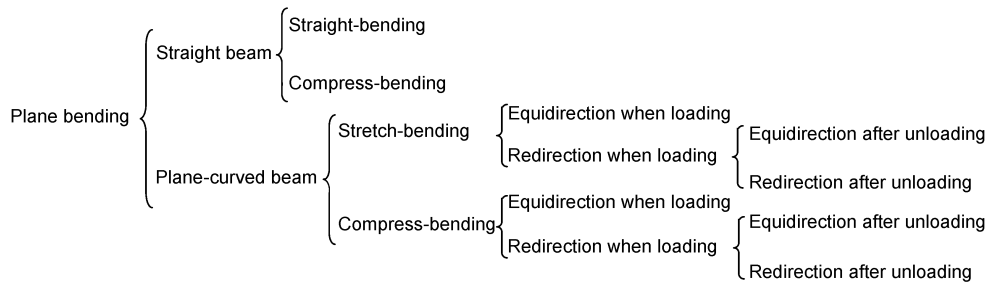 Straight-bending
Straight beam
Compress-bending
Plane bending
Equidirection when loading
Stretch-bending
Equidirection after unloading
Redirection when loading
Plane-curved beam
Redirection after unloading
Equidirection when loading
Compress-bending
Equidirection after unloading
Redirection when loading
Redirection after unloading